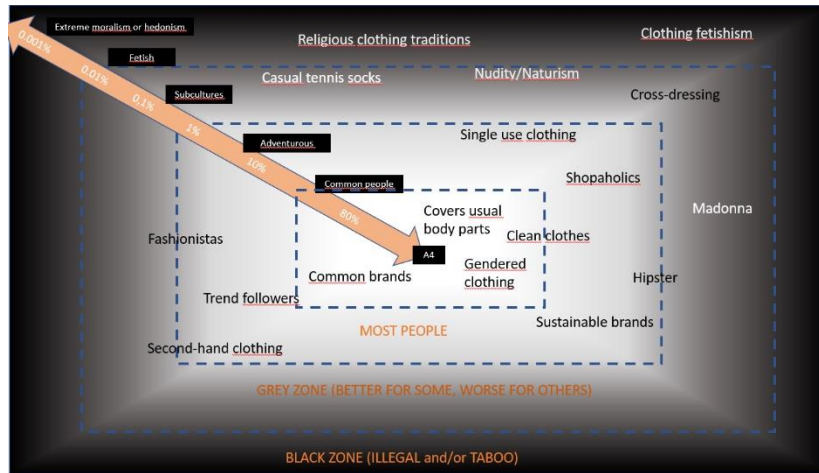 Extreme moralism or hedonism
0.001%
Religious clothing traditions
Clothing fetishism
Fetish
0.01%
Casual tennis socks
Nudity/Naturism
Subcultures
0.1%
Cross-dressing
1%
Adventurous
Single use clothing
10%
Common people
Shopaholics
80%
Covers usual
body parts
Madonna
Fashionistas
Clean clothes
A4
Gendered
clothing
Common brands
Hipster
Trend followers
Sustainable brands
MOST PEOPLE
Second-hand clothing
GREY ZONE (BETTER FOR SOME, WORSE FOR OTHERS)
BLACK ZONE (ILLEGAL and/or TABOO)